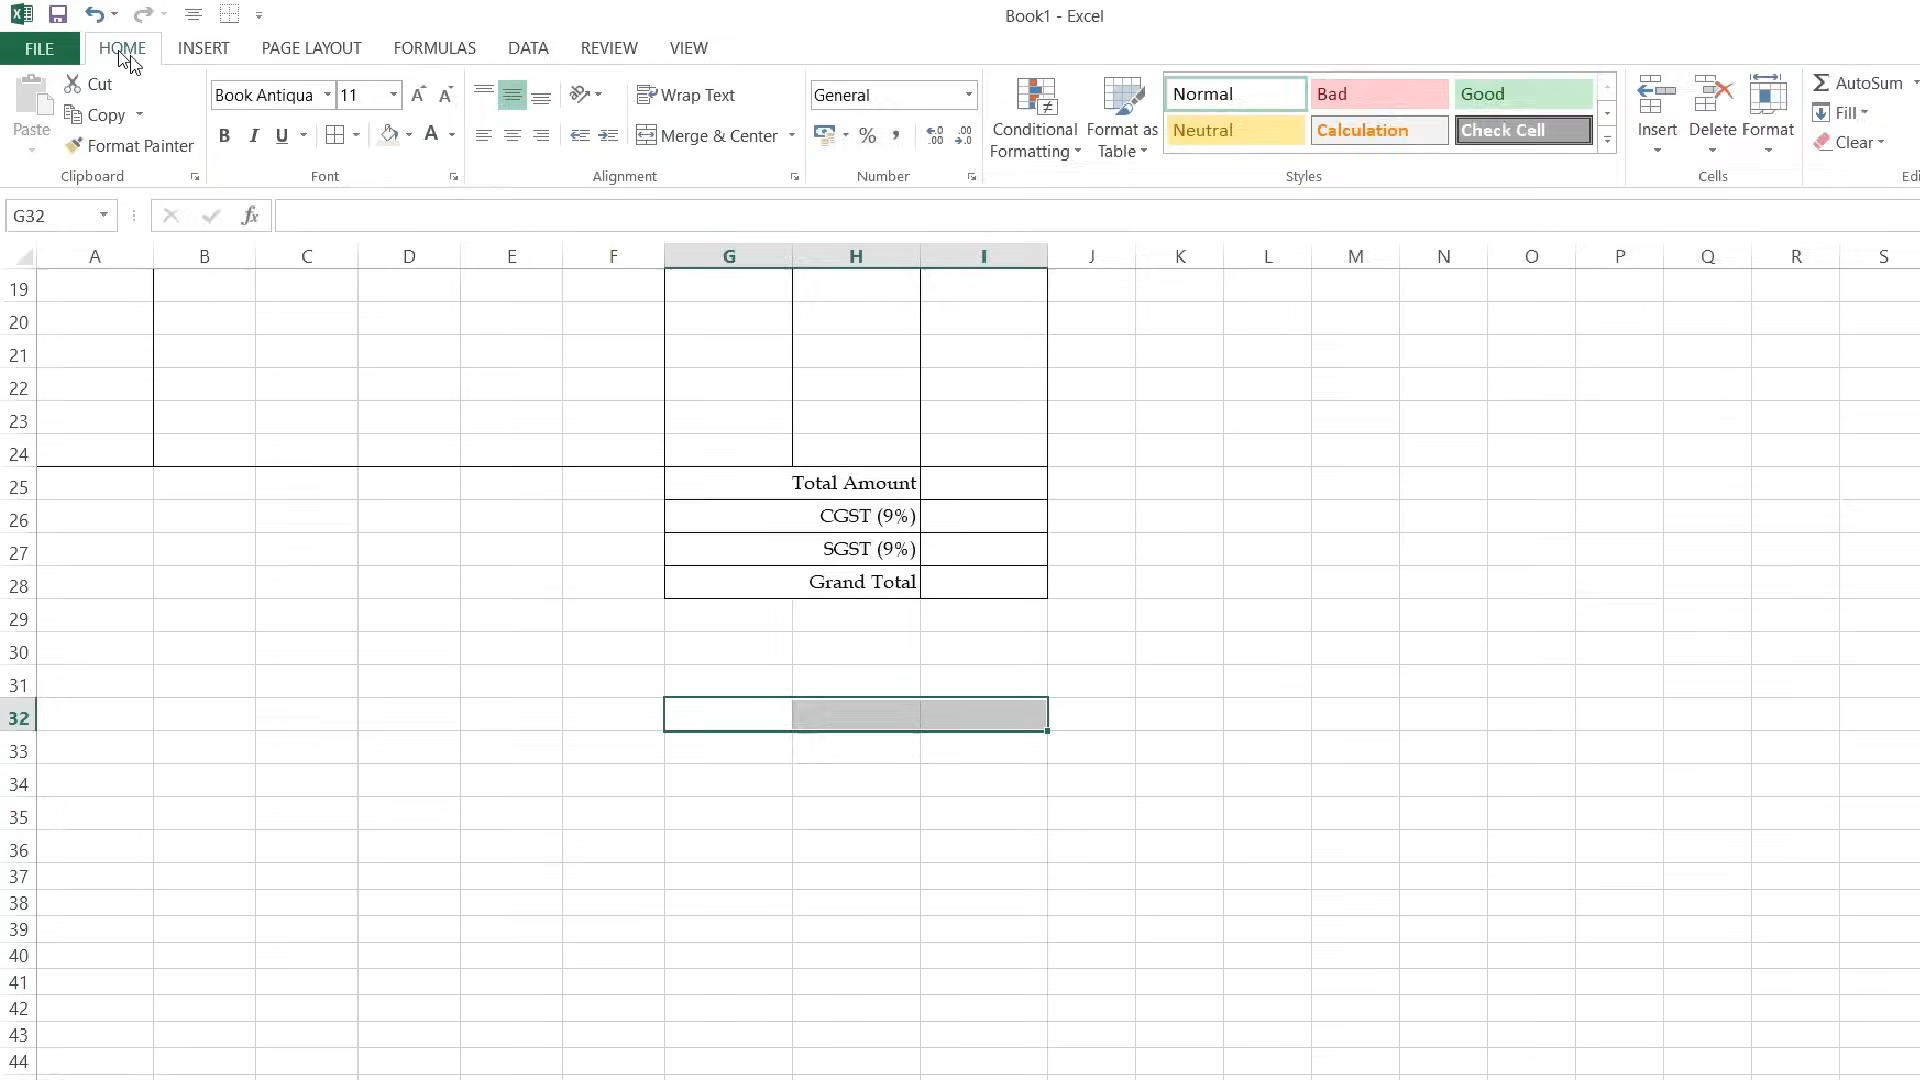 Book1 - Excel
FILE HOME INSERT PAGE LAYOUT FORMULAS DATA REVIEW VIEW
Paste
Cut
Copy
Format Painter
Clipboard
Book Antiqua 11
B I U A
Font
Wrap Text
Merge & Center
Alignment
General
% , .00
Number
Conditional
Formatting
Format as
Table
Normal Bad Good
Neutral Calculation Check Cell
Styles
Insert Delete Format
Cells
AutoSum
Fill
Clear
Edi
G32 fx
A B C D E F G H I J K L M N O P Q R S
19
20
21
22
23
24
25 Total Amount
26 CGST (9%)
27 SGST (9%)
28 Grand Total
29
30
31
32
33
34
35
36
37
38
39
40
41
42
43
44